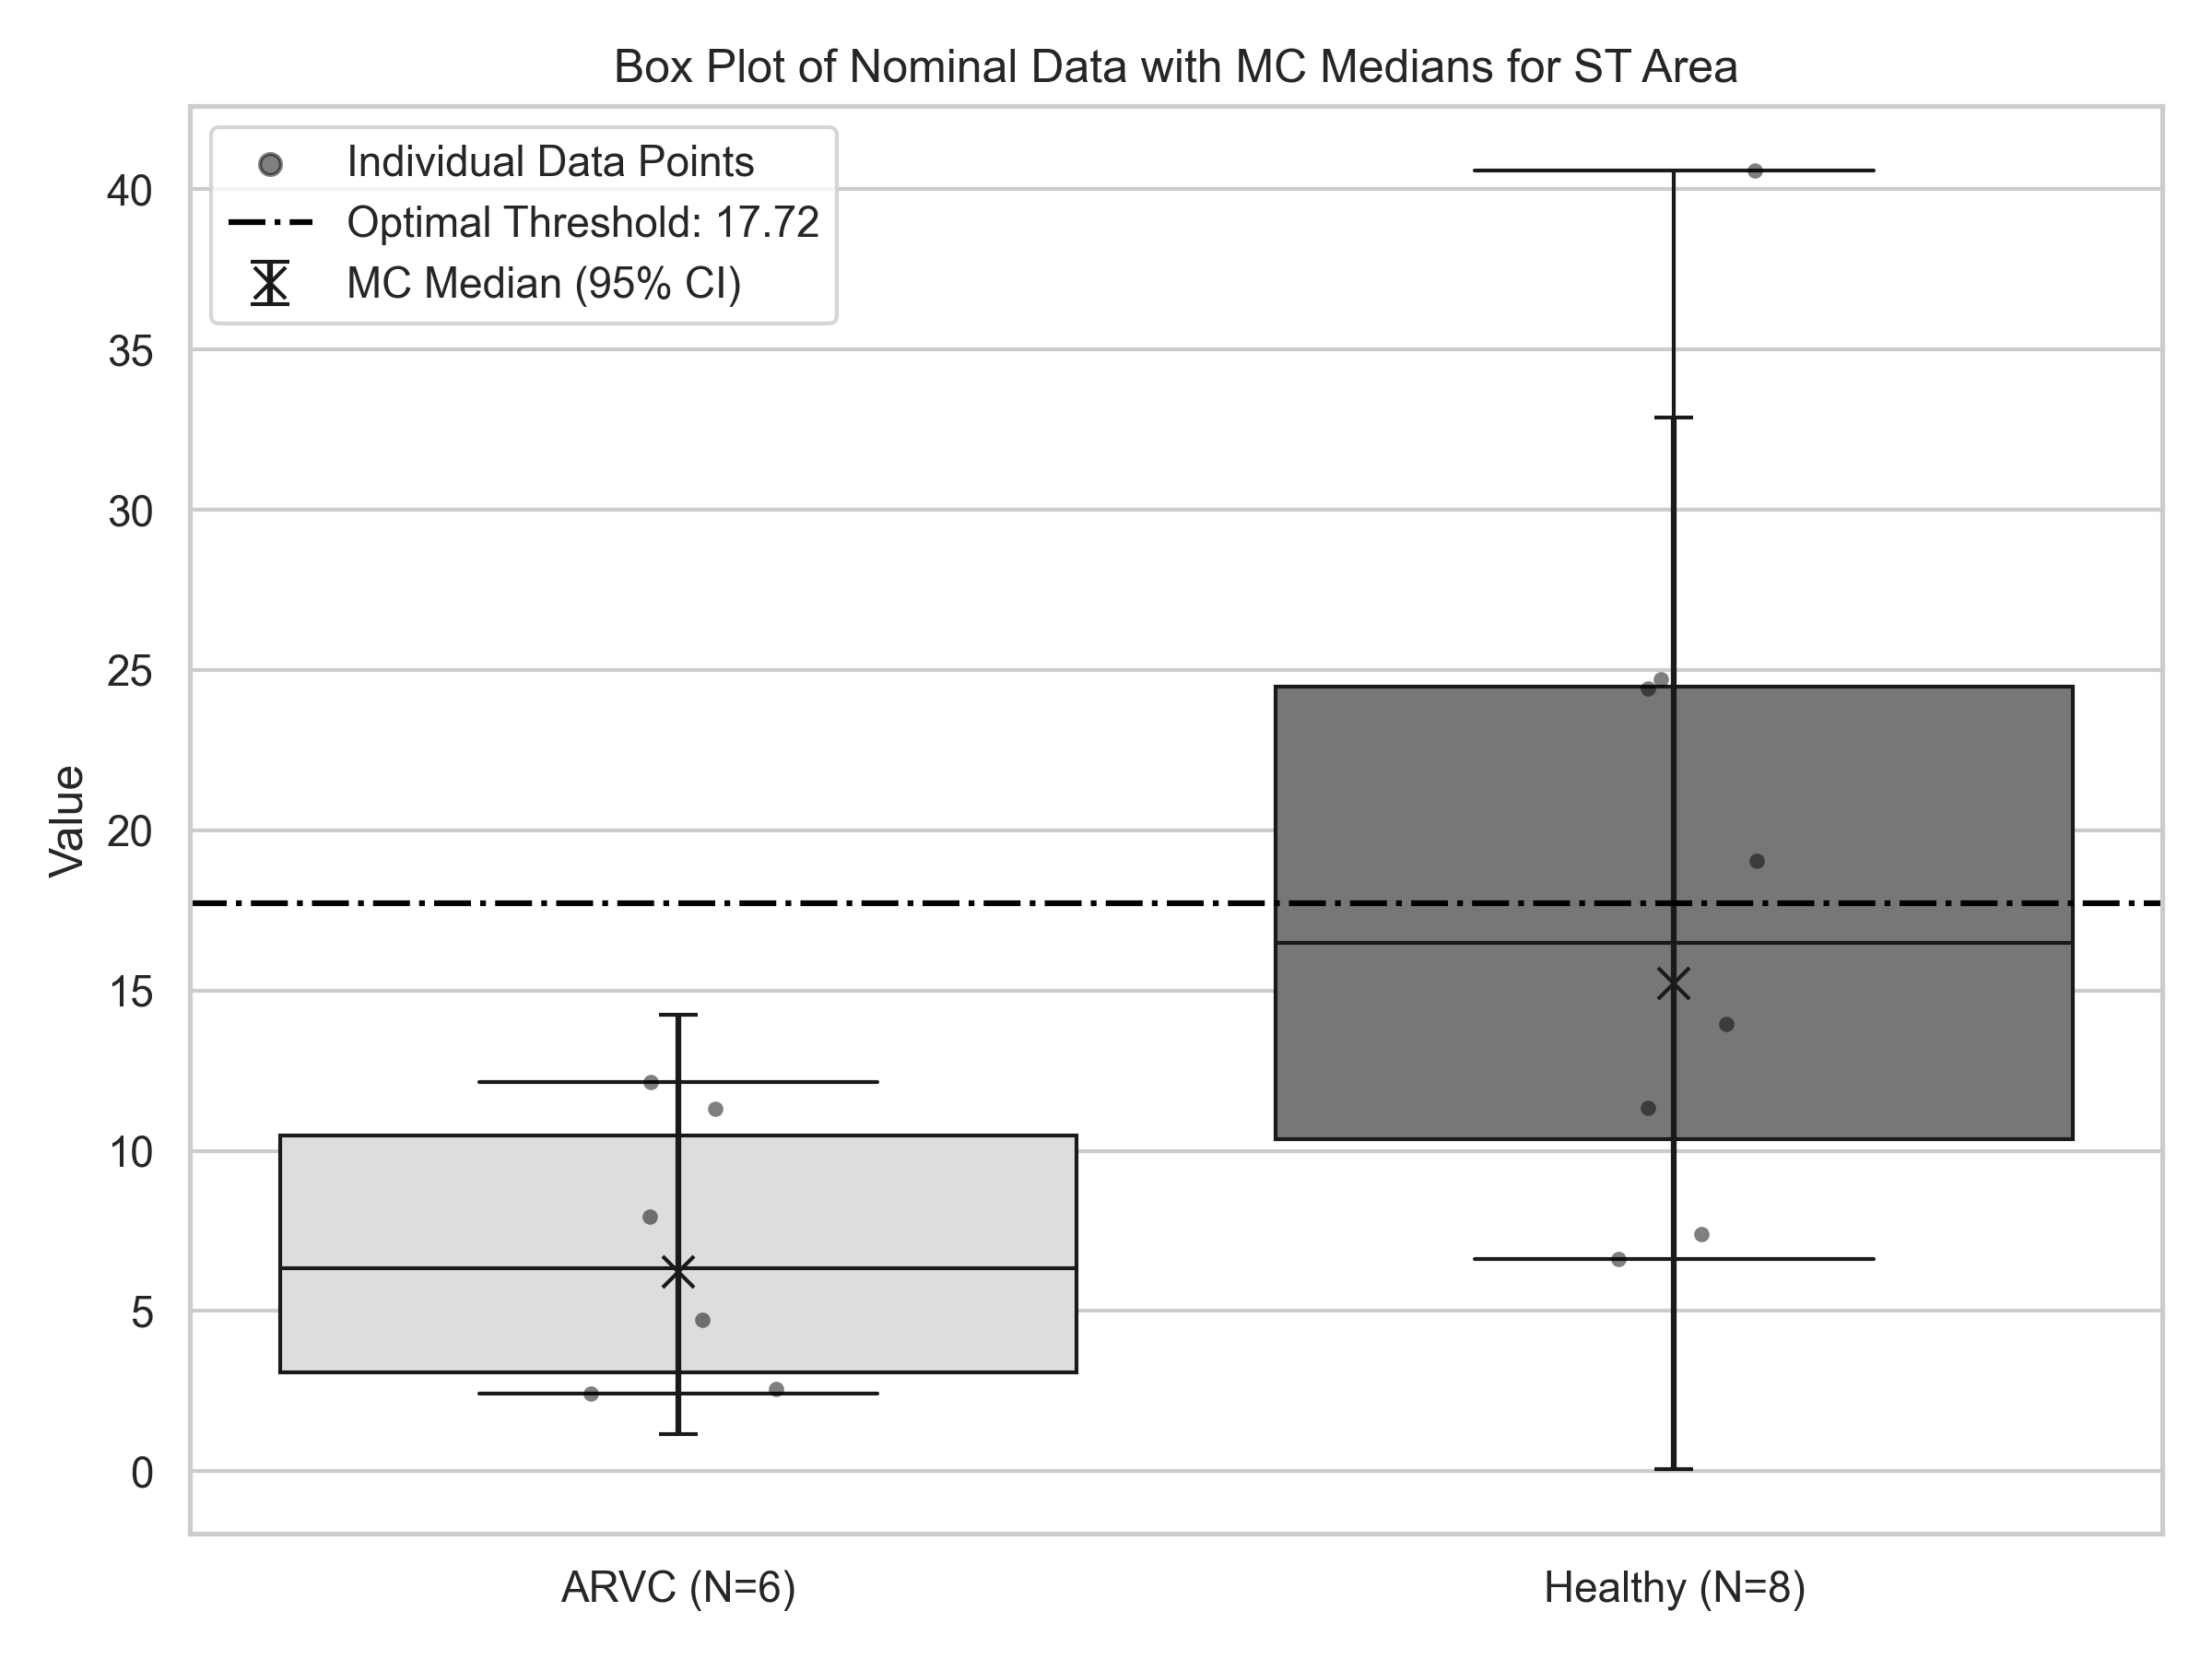 Box Plot of Nominal Data with MC Medians for ST Area
Individual Data Points
Optimal Threshold: 17.72
MC Median (95% CI)
Value
40
35
30
25
20
15
10
5
0
ARVC (N=6)
Healthy (N=8)